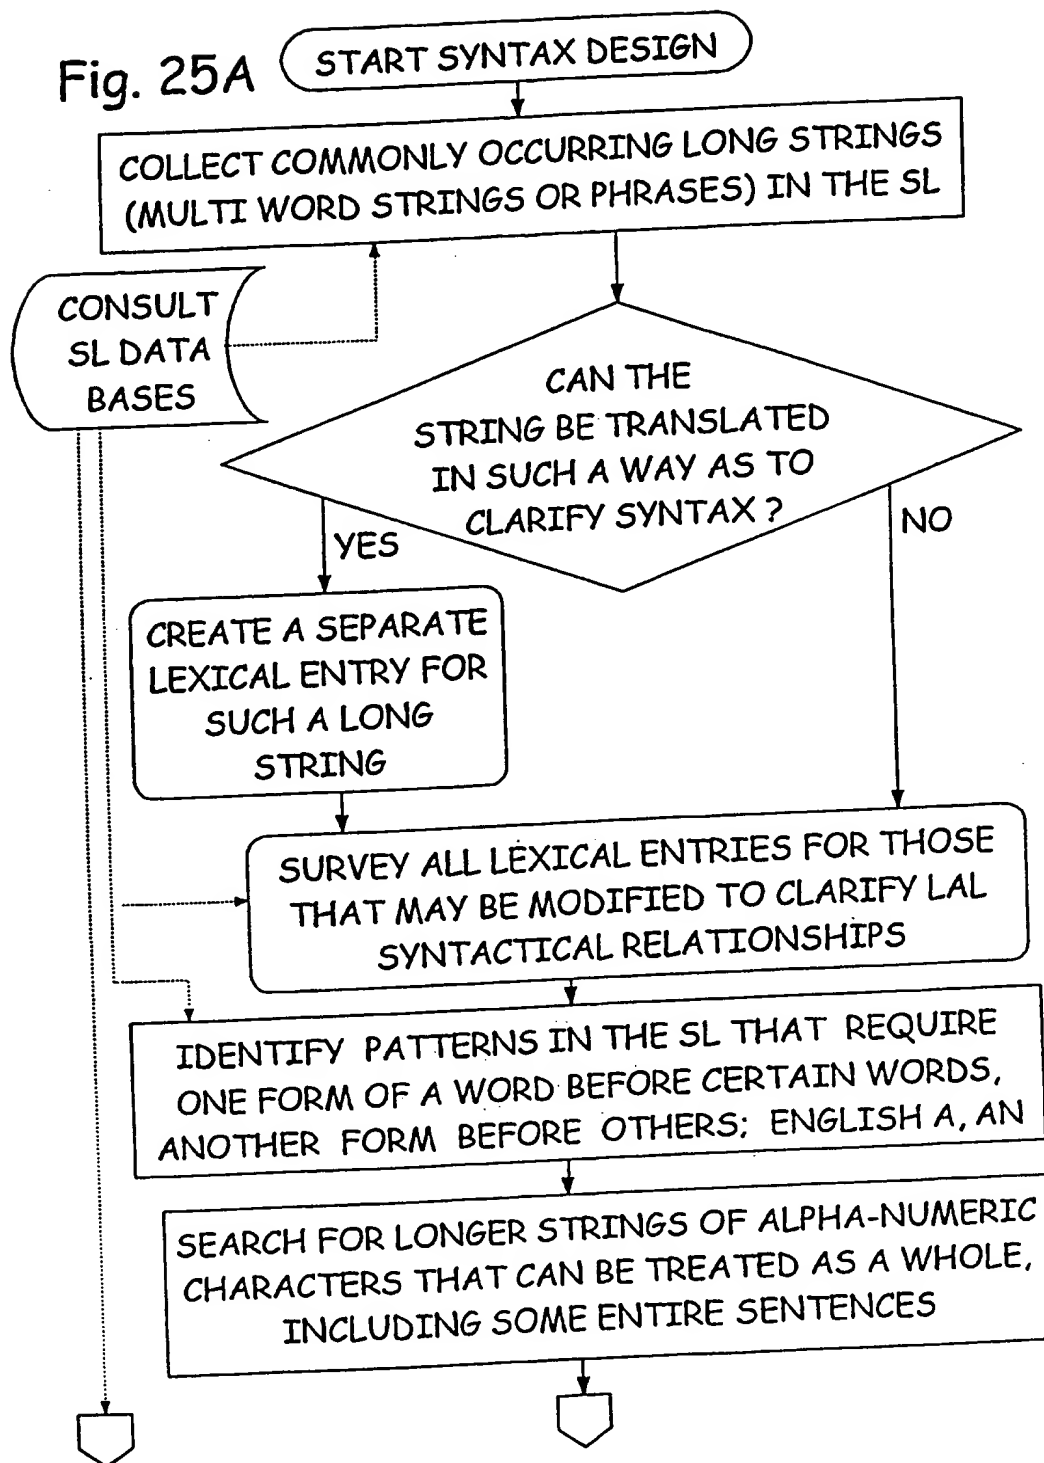 Fig. 25A
START SYNTAX DESIGN
COLLECT COMMONLY OCCURRING LONG STRINGS
(MULTI WORD STRINGS OR PHRASES) IN THE SL
CONSULT
SL DATA
BASES
CAN THE
STRING BE TRANSLATED
IN SUCH A WAY AS TO
CLARIFY SYNTAX ?
YES
NO
CREATE A SEPARATE
LEXICAL ENTRY FOR
SUCH A LONG
STRING
SURVEY ALL LEXICAL ENTRIES FOR THOSE
THAT MAY BE MODIFIED TO CLARIFY LAL
SYNTACTICAL RELATIONSHIPS
IDENTIFY PATTERNS IN THE SL THAT REQUIRE
ONE FORM OF A WORD BEFORE CERTAIN WORDS,
ANOTHER FORM BEFORE OTHERS; ENGLISH A, AN
SEARCH FOR LONGER STRINGS OF ALPHA-NUMERIC
CHARACTERS THAT CAN BE TREATED AS A WHOLE,
INCLUDING SOME ENTIRE SENTENCES